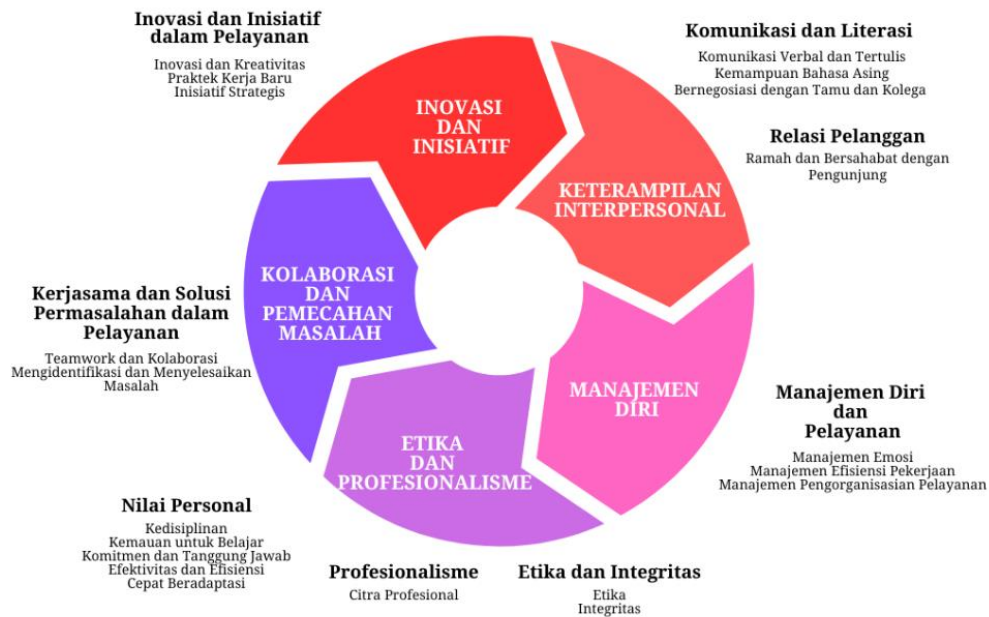 Inovasi dan Inisiatif
dalam Pelayanan
Inovasi dan Kreativitas
Praktek Kerja Baru
Inisiatif Strategis
INOVASI
DAN
INISIATIF
Komunikasi dan Literasi
Komunikasi Verbal dan Tertulis
Kemampuan Bahasa Asing
Bernegosiasi dengan Tamu dan Kolega
Relasi Pelanggan
Ramah dan Bersahabat dengan
Pengunjung
KETERAMPILAN
INTERPERSONAL
KOLABORASI
DAN
PEMECAHAN
MASALAH
Kerjasama dan Solusi
Permasalahan dalam
Pelayanan
Teamwork dan Kolaborasi
Mengidentifikasi dan Menyelesaikan
Masalah
MANAJEMEN
DIRI
Manajemen Diri
dan
Pelayanan
Manajemen Emosi
Manajemen Efisiensi Pekerjaan
Manajemen Pengorganisasian Pelayanan
ETIKA
DAN
PROFESIONALISME
Nilai Personal
Kedisiplinan
Kemauan untuk Belajar
Komitmen dan Tanggung Jawab
Efektivitas dan Efisiensi
Cepat Beradaptasi
Profesionalisme
Citra Profesional
Etika dan Integritas
Etika
Integritas